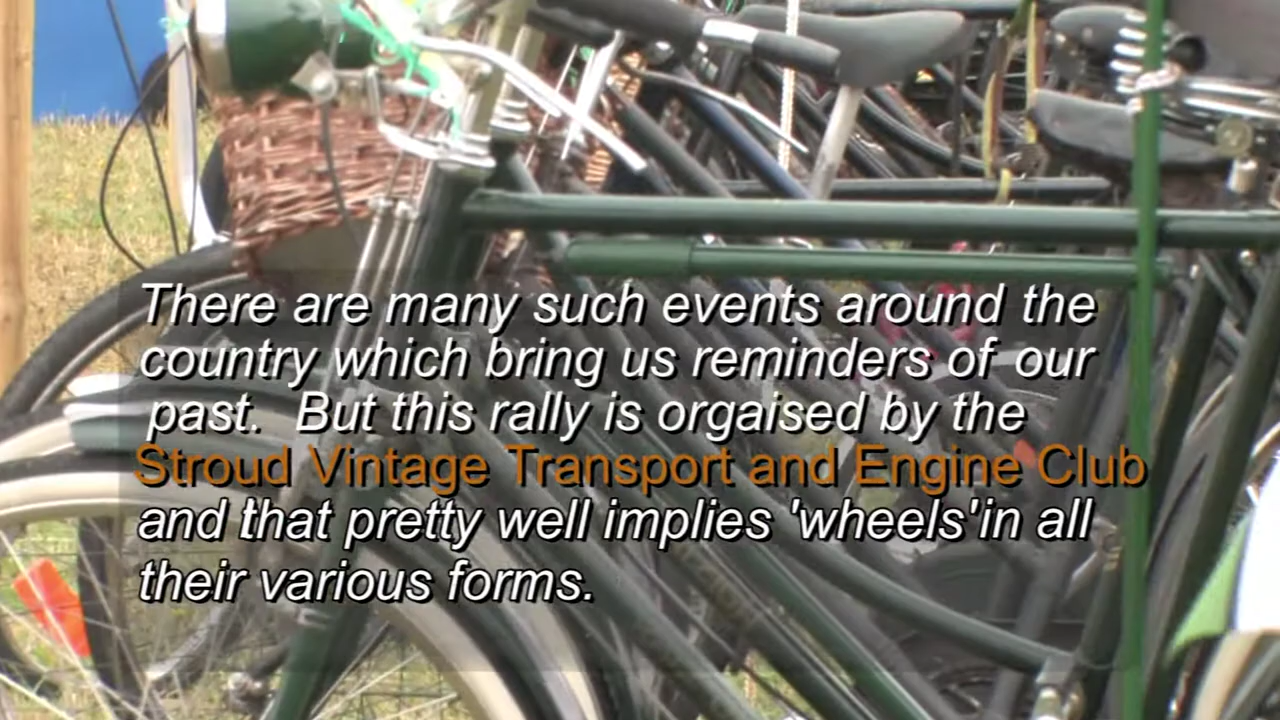 There are many such events around the
country which bring us reminders of our
past. But this rally is orgaised by the
Stroud Vintage Transport and Engine Club
and that pretty well implies 'wheels'in all
their various forms.